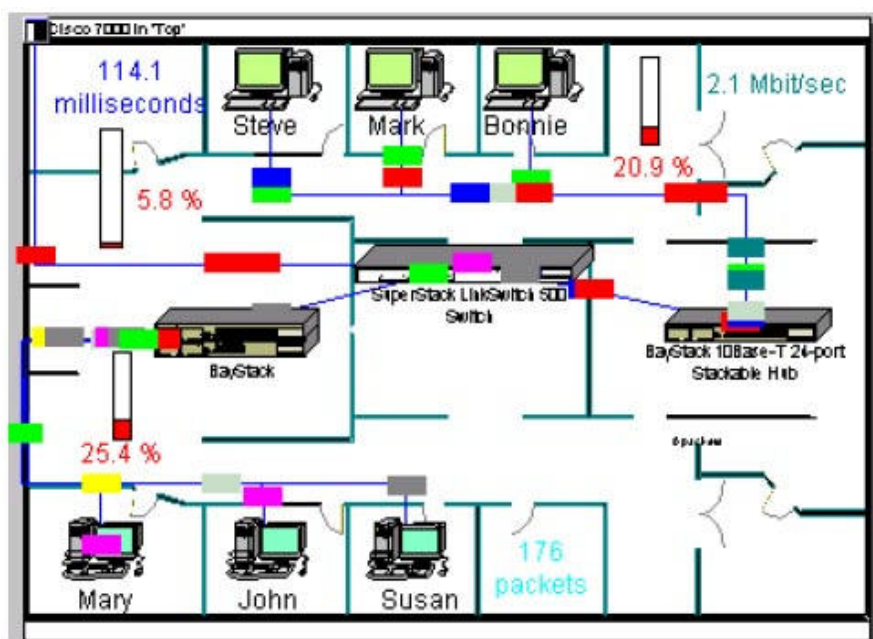 Cisco 7000 in 'Top'
114.1
milliseconds
Steve
Mark
Bonnie
2.1 Mbit/sec
5.8 %
20.9 %
SuperStack LinkSwitch 500
Switch
BayStack
BayStack 10Base-T 24-port
Stackable Hub
25.4 %
176
packets
Mary
John
Susan